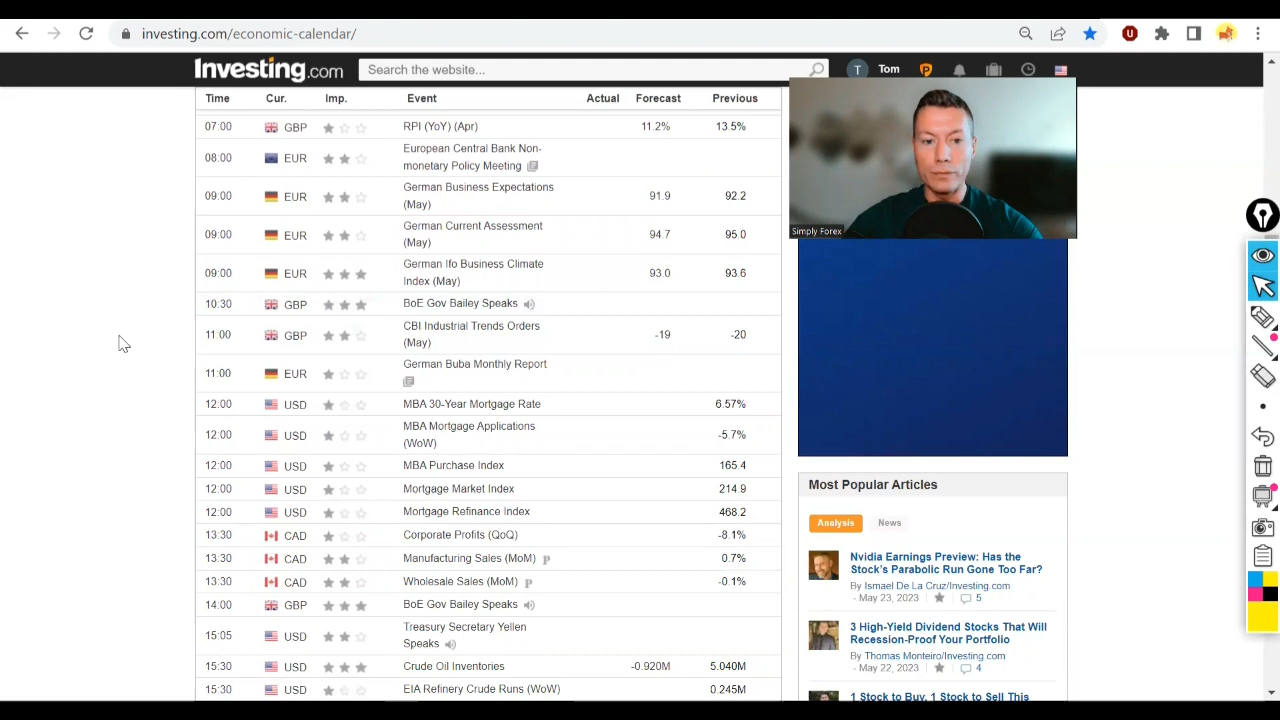 investing.com/economic-calendar/
Investing.com
Search the website...
T
Tom
Time Cur. Imp. Event Actual Forecast Previous
07:00 GBP RPI (YoY) (Apr) 11.2% 13.5%
08:00 EUR European Central Bank Non-
monetary Policy Meeting
09:00 EUR German Business Expectations
(May) 91.9 92.2
09:00 EUR German Current Assessment
(May) 94.7 95.0
09:00 EUR German Ifo Business Climate
Index (May) 93.0 93.6
10:30 GBP BoE Gov Bailey Speaks
11:00 GBP CBI Industrial Trends Orders
(May) -19 -20
11:00 EUR German Buba Monthly Report
12:00 USD MBA 30-Year Mortgage Rate 6.57%
12:00 USD MBA Mortgage Applications
(WoW) -5.7%
12:00 USD MBA Purchase Index 165.4
12:00 USD Mortgage Market Index 214.9
12:00 USD Mortgage Refinance Index 468.2
13:30 CAD Corporate Profits (QoQ) -8.1%
13:30 CAD Manufacturing Sales (MoM) P 0.7%
13:30 CAD Wholesale Sales (MoM) P -0.1%
14:00 GBP BoE Gov Bailey Speaks
15:05 USD Treasury Secretary Yellen
Speaks
15:30 USD Crude Oil Inventories -0.920M 5.040M
15:30 USD EIA Refinery Crude Runs (WoW) 0.245M
Simply Forex
Most Popular Articles
Analysis News
Nvidia Earnings Preview: Has the
Stock's Parabolic Run Gone Too Far?
By Ismael De La Cruz/Investing.com
- May 23, 2023 5
3 High-Yield Dividend Stocks That Will
Recession-Proof Your Portfolio
By Thomas Monteiro/Investing.com
- May 22, 2023 4
1 Stock to Buy, 1 Stock to Sell This